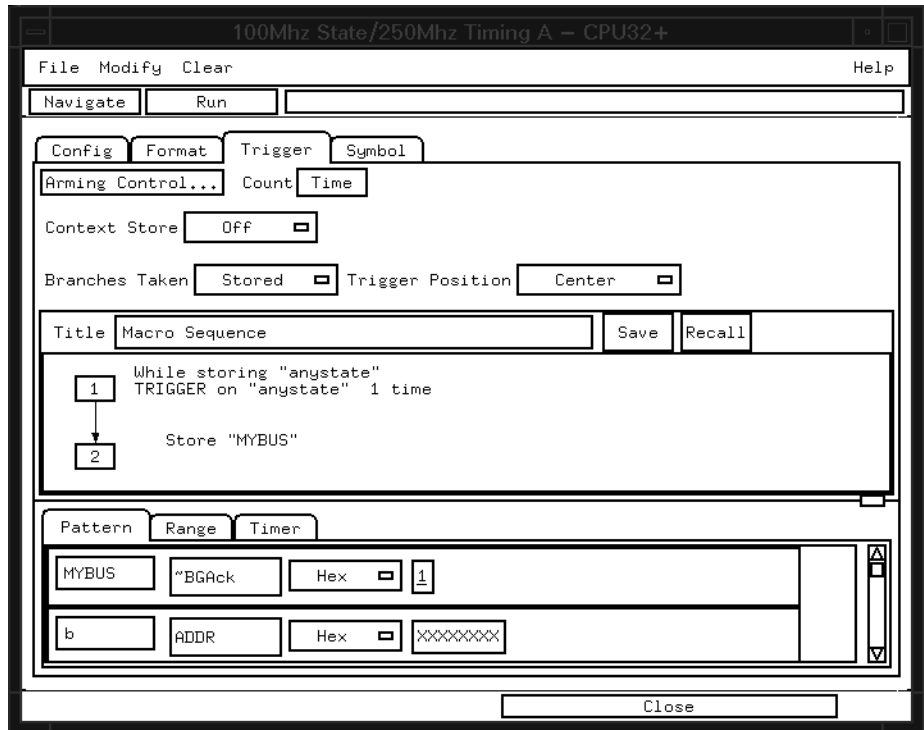 100Mhz State/250Mhz Timing A – CPU32+
File Modify Clear Help
Navigate Run
Config Format Trigger Symbol
Arming Control... Count Time
Context Store Off
Branches Taken Stored Trigger Position Center
Title Macro Sequence Save Recall
While storing "anystate"
1 TRIGGER on "anystate" 1 time
Store "MYBUS"
2
Pattern Range Timer
MYBUS ~BGAck Hex 1
b ADDR Hex XXXXXXXX
Close